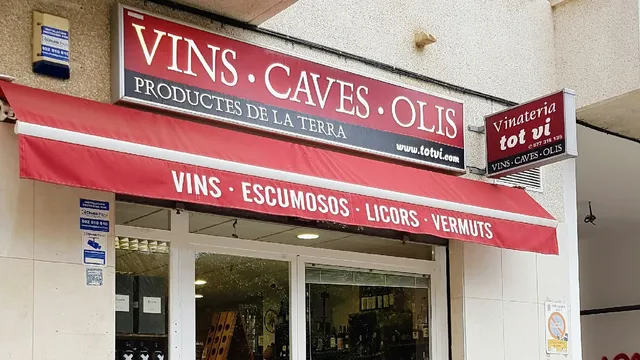 VINS · CAVES · OLIS
PRODUCTES DE LA TERRA
www.totvi.com
Vinateria
tot vi
VINS · CAVES · OLIS
VINS · ESCUMOSOS · LICORS · VERMUTS